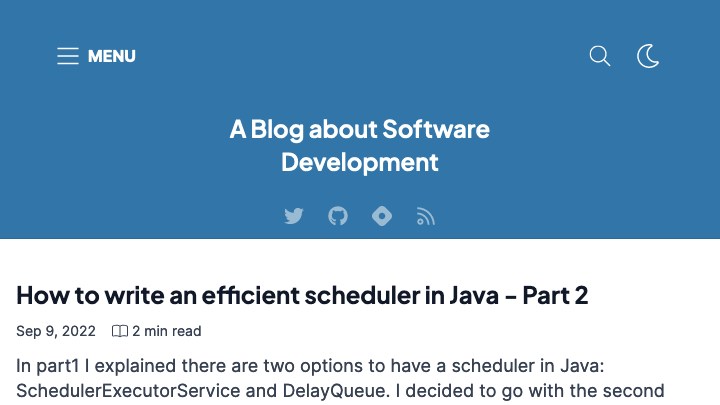 MENU
A Blog about Software
Development
How to write an efficient scheduler in Java - Part 2
Sep 9, 2022 2 min read
In part1 I explained there are two options to have a scheduler in Java:
SchedulerExecutorService and DelayQueue. I decided to go with the second